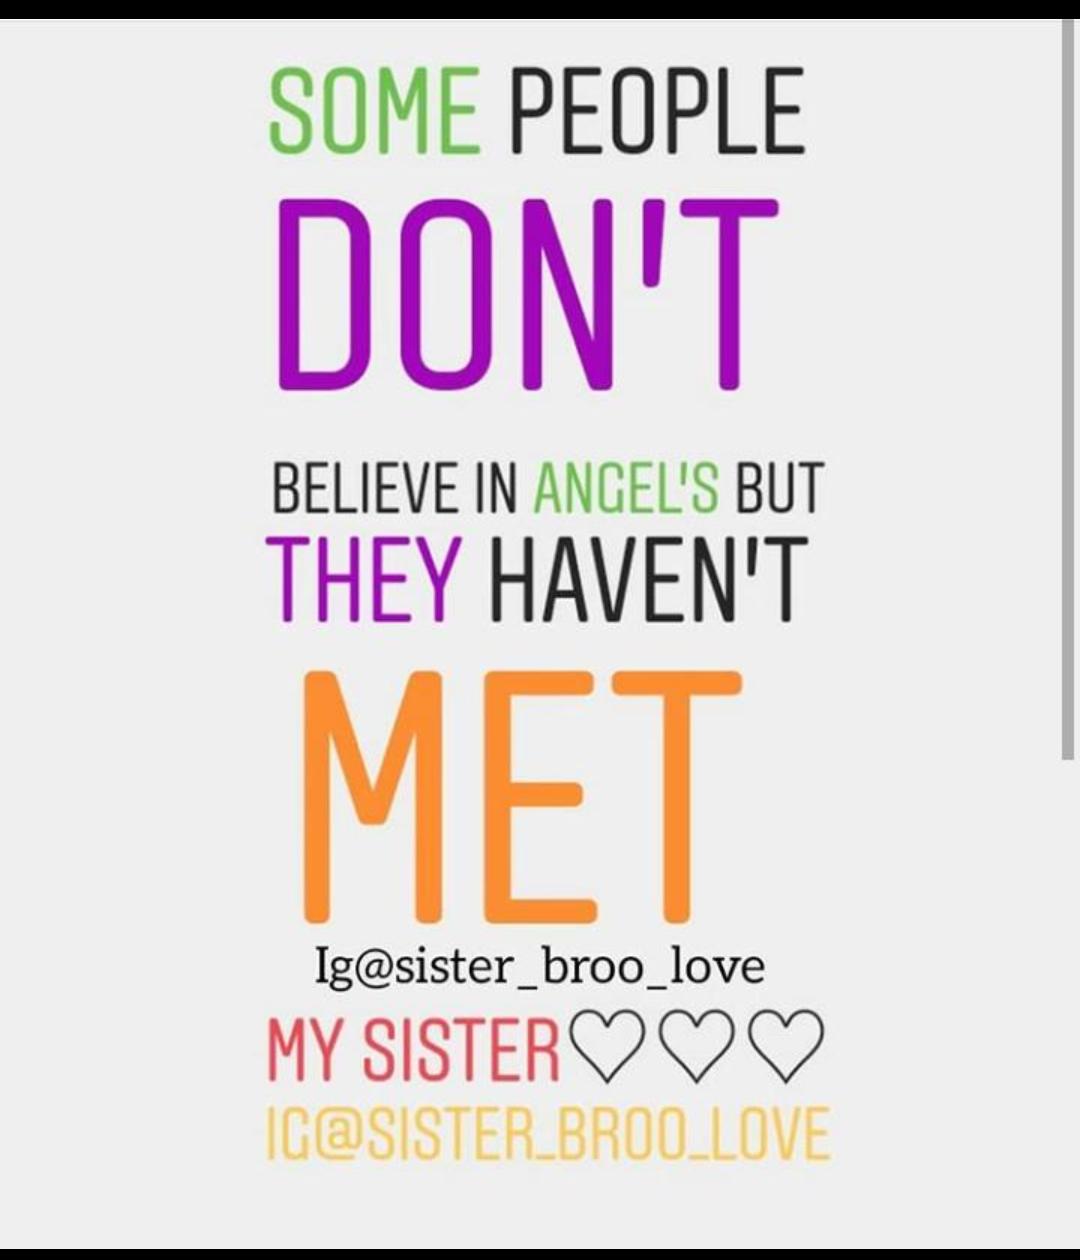 SOME PEOPLE
DON'T
BELIEVE IN ANGEL'S BUT
THEY HAVEN'T
MET
Ig@sister_broo_love
MY SISTER♡♡♡
IG@SISTER_BROO_LOVE